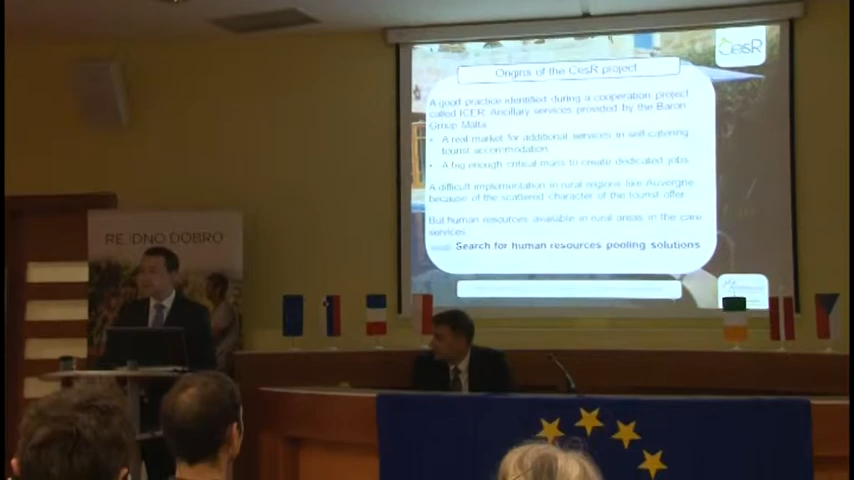 CesR
Origins of the CesR project
A good practice identified during a cooperation project
called ICER: Ancillary services provided by the Baron
Group Malta
• A real market for additional services in self-catering
tourist accommodation
• A big enough critical mass to create dedicated jobs
A difficult implementation in rural regions like Auvergne
because of the scattered character of the tourist offer
But human resources available in rural areas in the care
services
Search for human resources pooling solutions
DOBRO